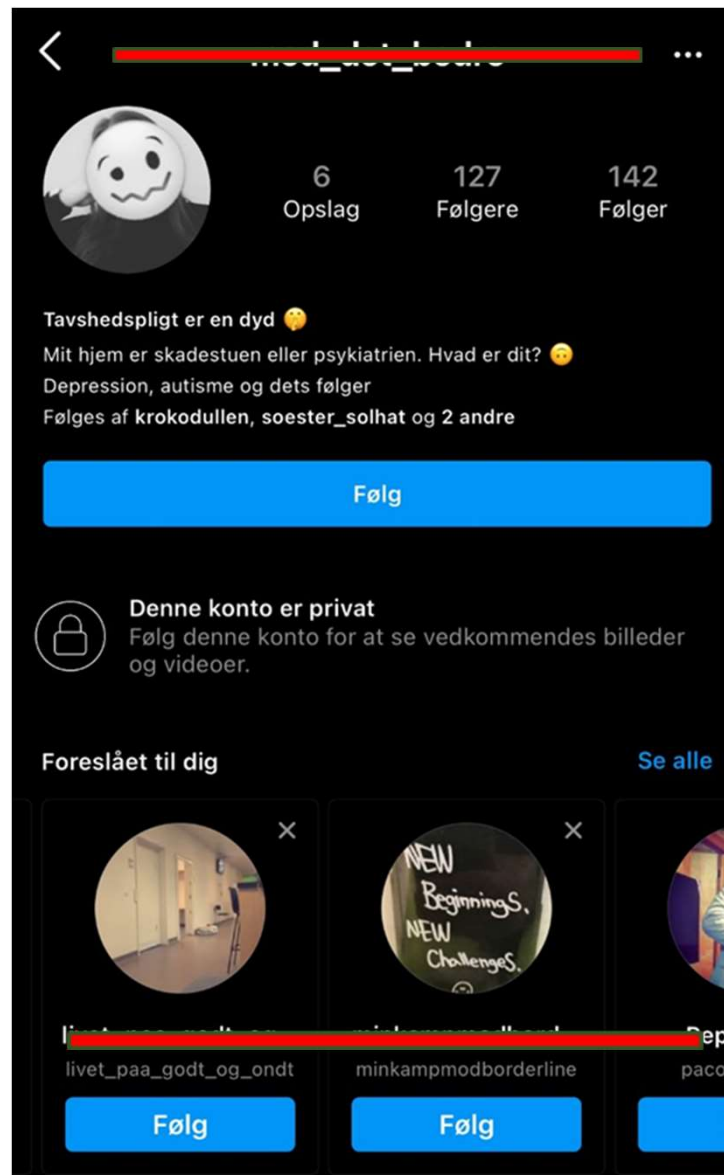 6 127 142
Opslag Følgere Følger
Tavshedspligt er en dyd 🤫
Mit hjem er skadestuen eller psykiatrien. Hvad er dit? 🙃
Depression, autisme og dets følger
Følges af krokodullen, soester_solhat og 2 andre
Følg
Denne konto er privat
Følg denne konto for at se vedkommendes billeder
og videoer.
Foreslået til dig Se alle
NEW
Beginnings.
NEW
Challenges.
livet_paa_godt_og_ondt minkampmodborderline paco
Følg Følg